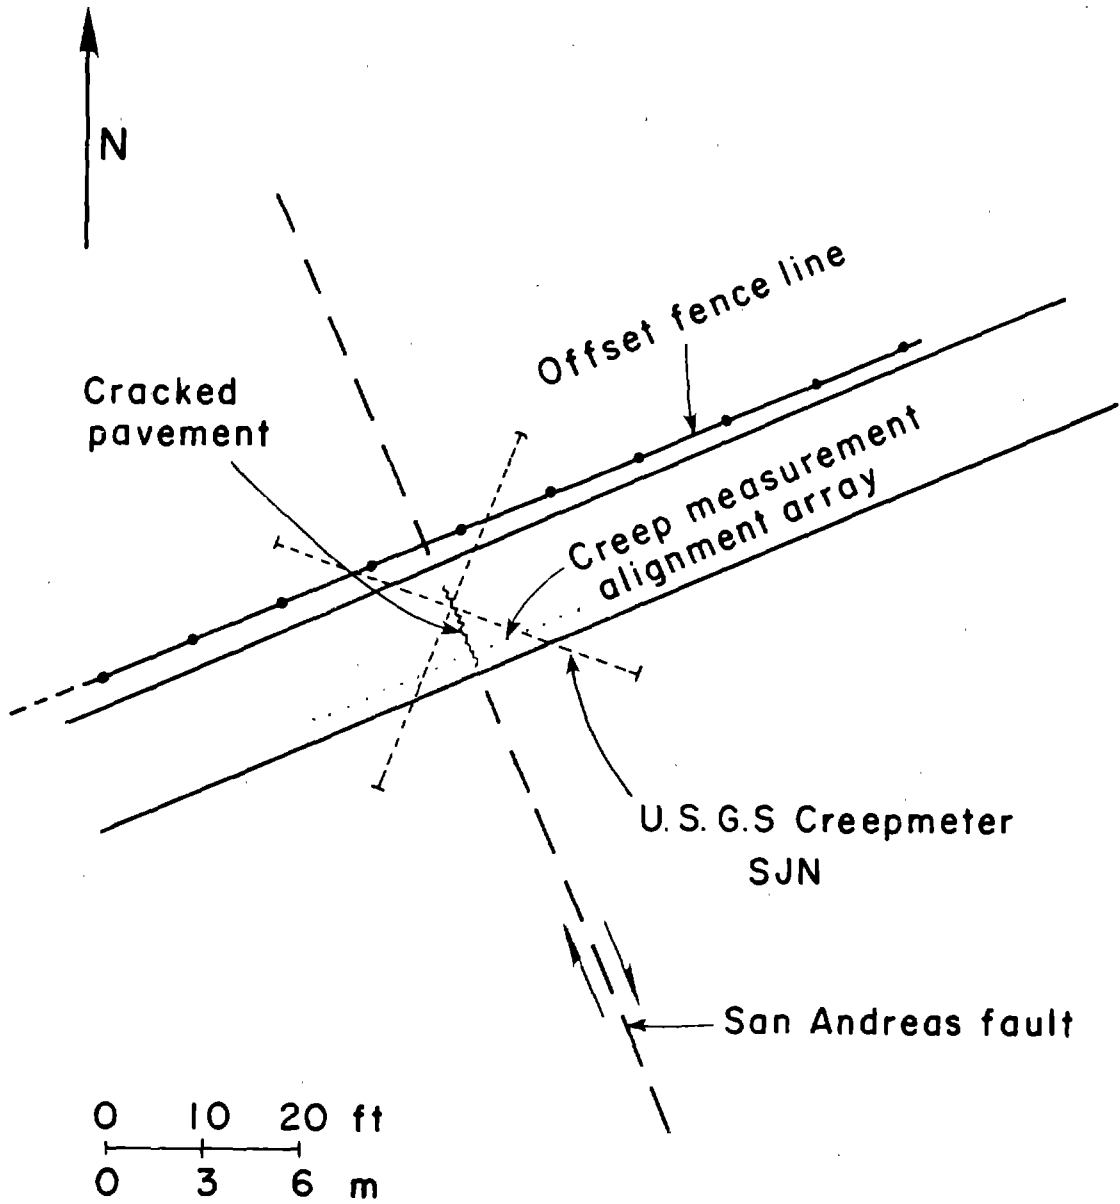 N
Offset fence line
Cracked
pavement
Creep measurement
alignment array
U.S.G.S Creepmeter
SJN
San Andreas fault
0 10 20 ft
0 3 6 m